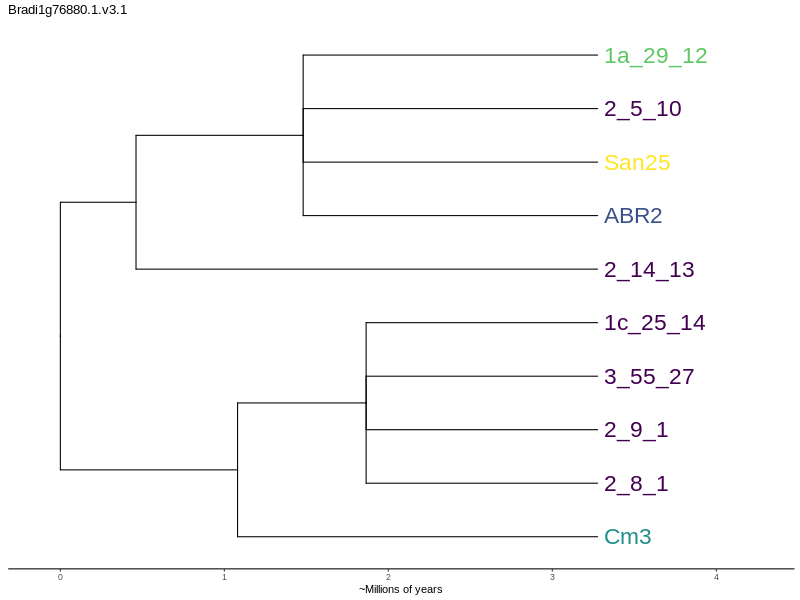 Bradi1g76880.1.v3.1
1a_29_12
2_5_10
San25
ABR2
2_14_13
1c_25_14
3_55_27
2_9_1
2_8_1
Cm3
0 1 2 3 4
~Millions of years